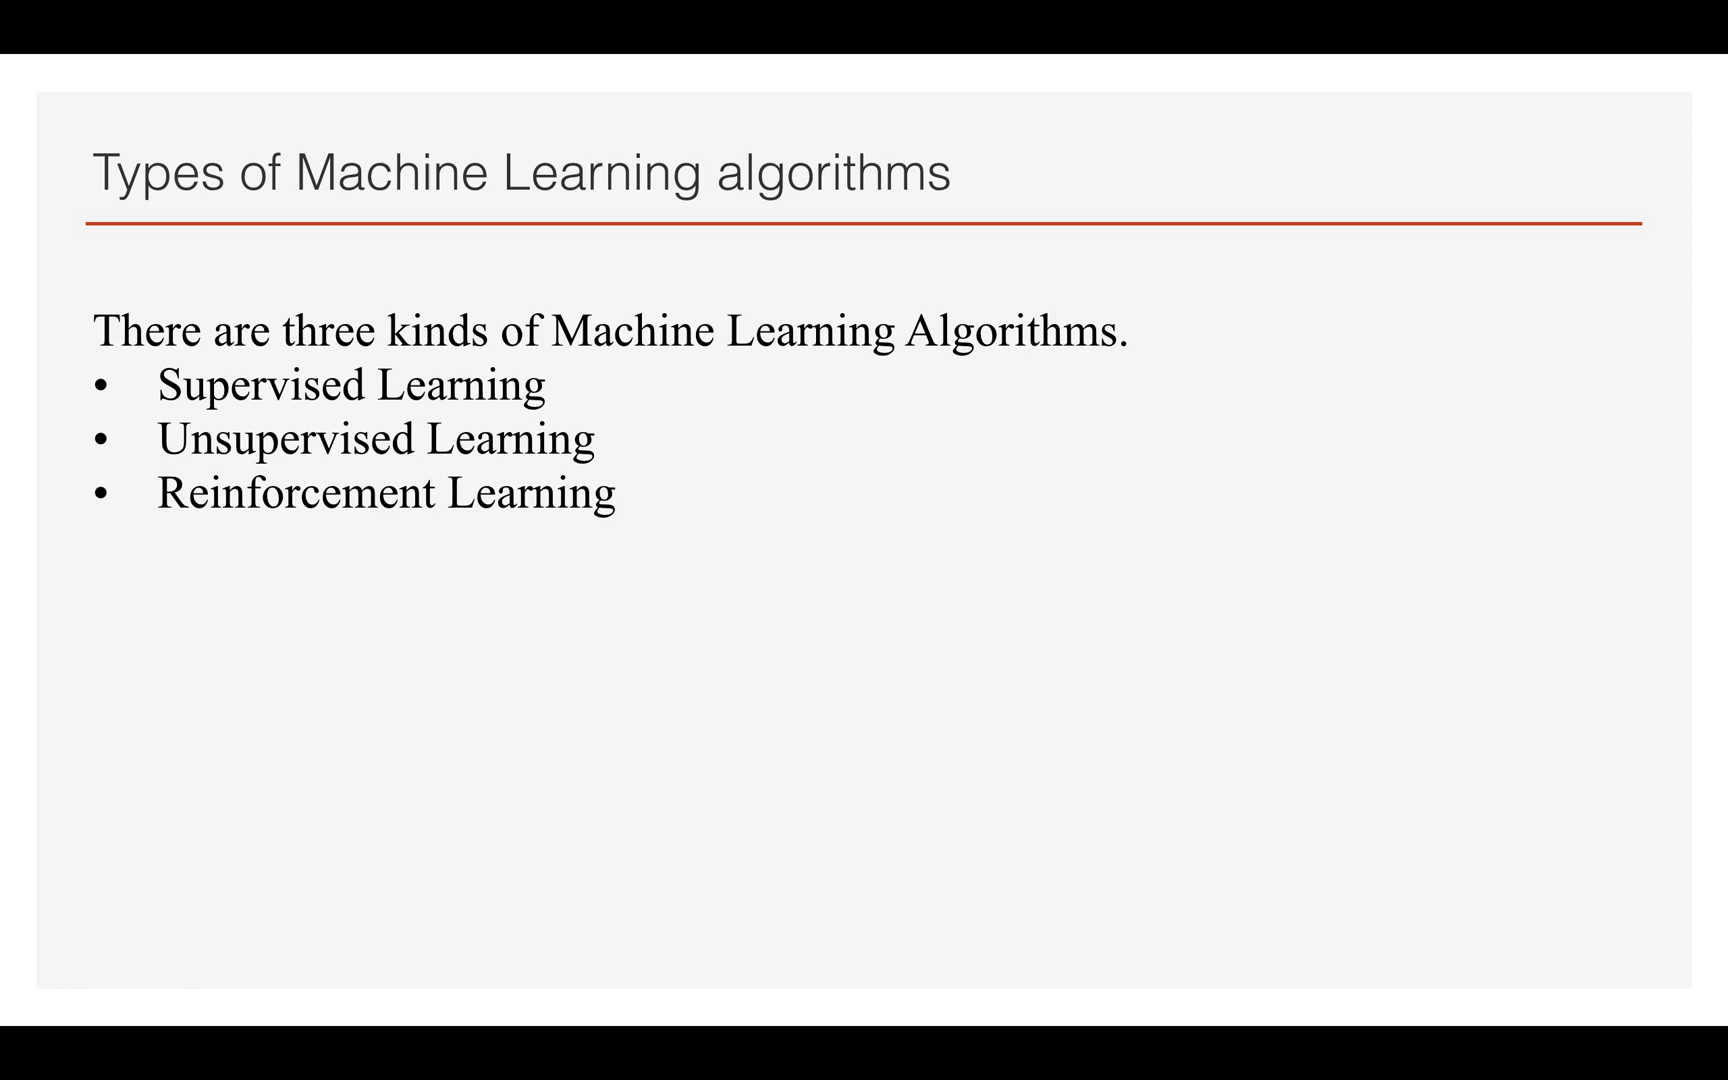 Types of Machine Learning algorithms
There are three kinds of Machine Learning Algorithms.
• Supervised Learning
• Unsupervised Learning
• Reinforcement Learning